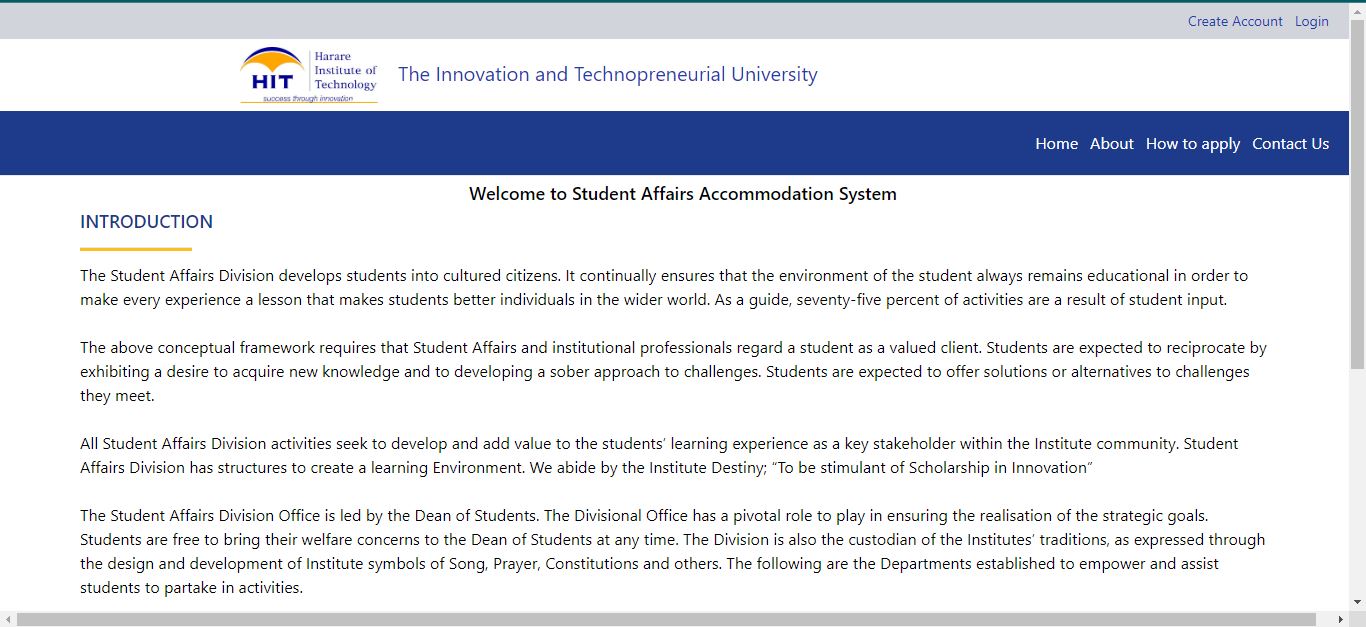 Create Account Login
HIT
Harare
Institute of
Technology
success through innovation
The Innovation and Technopreneurial University
Home About How to apply Contact Us
Welcome to Student Affairs Accommodation System
INTRODUCTION
The Student Affairs Division develops students into cultured citizens. It continually ensures that the environment of the student always remains educational in order to
make every experience a lesson that makes students better individuals in the wider world. As a guide, seventy-five percent of activities are a result of student input.
The above conceptual framework requires that Student Affairs and institutional professionals regard a student as a valued client. Students are expected to reciprocate by
exhibiting a desire to acquire new knowledge and to developing a sober approach to challenges. Students are expected to offer solutions or alternatives to challenges
they meet.
All Student Affairs Division activities seek to develop and add value to the students’ learning experience as a key stakeholder within the Institute community. Student
Affairs Division has structures to create a learning Environment. We abide by the Institute Destiny; “To be stimulant of Scholarship in Innovation”
The Student Affairs Division Office is led by the Dean of Students. The Divisional Office has a pivotal role to play in ensuring the realisation of the strategic goals.
Students are free to bring their welfare concerns to the Dean of Students at any time. The Division is also the custodian of the Institutes’ traditions, as expressed through
the design and development of Institute symbols of Song, Prayer, Constitutions and others. The following are the Departments established to empower and assist
students to partake in activities.